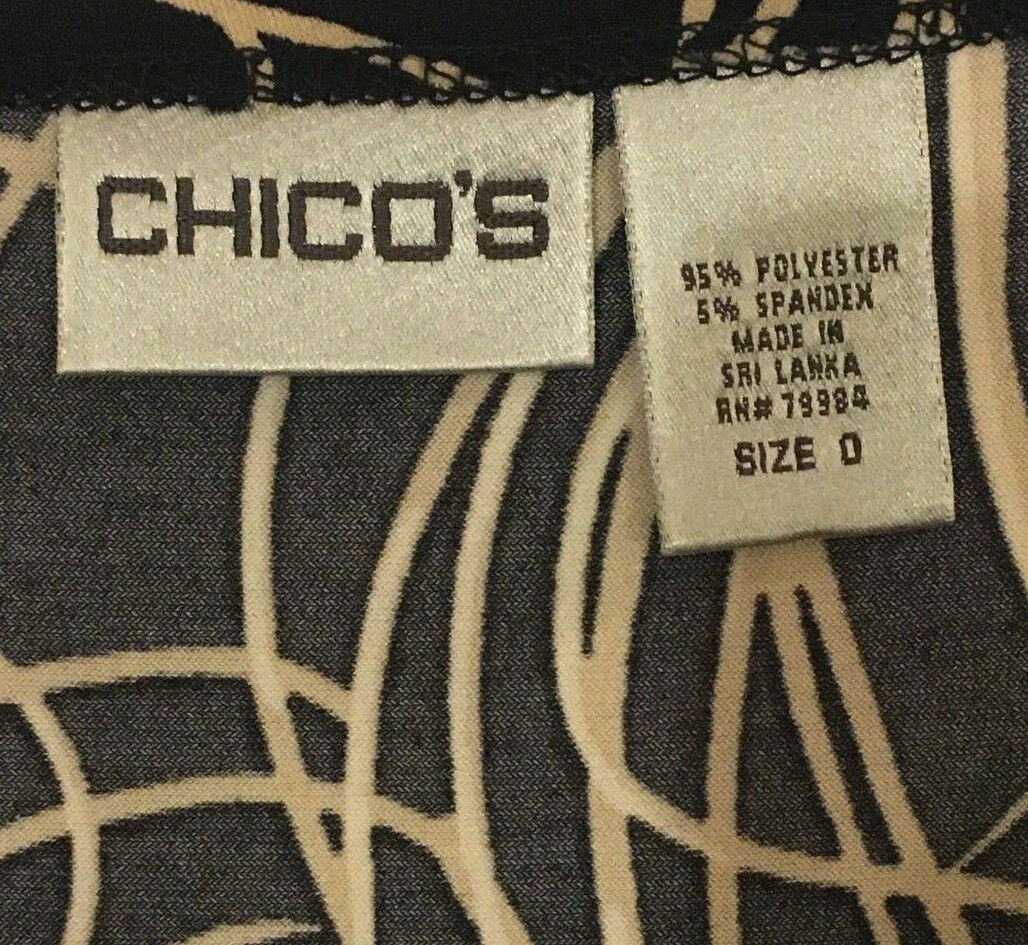 CHICO'S
95% POLYESTER
5% SPANDEX
MADE IN
SRI LANKA
RN# 79984
SIZE 0